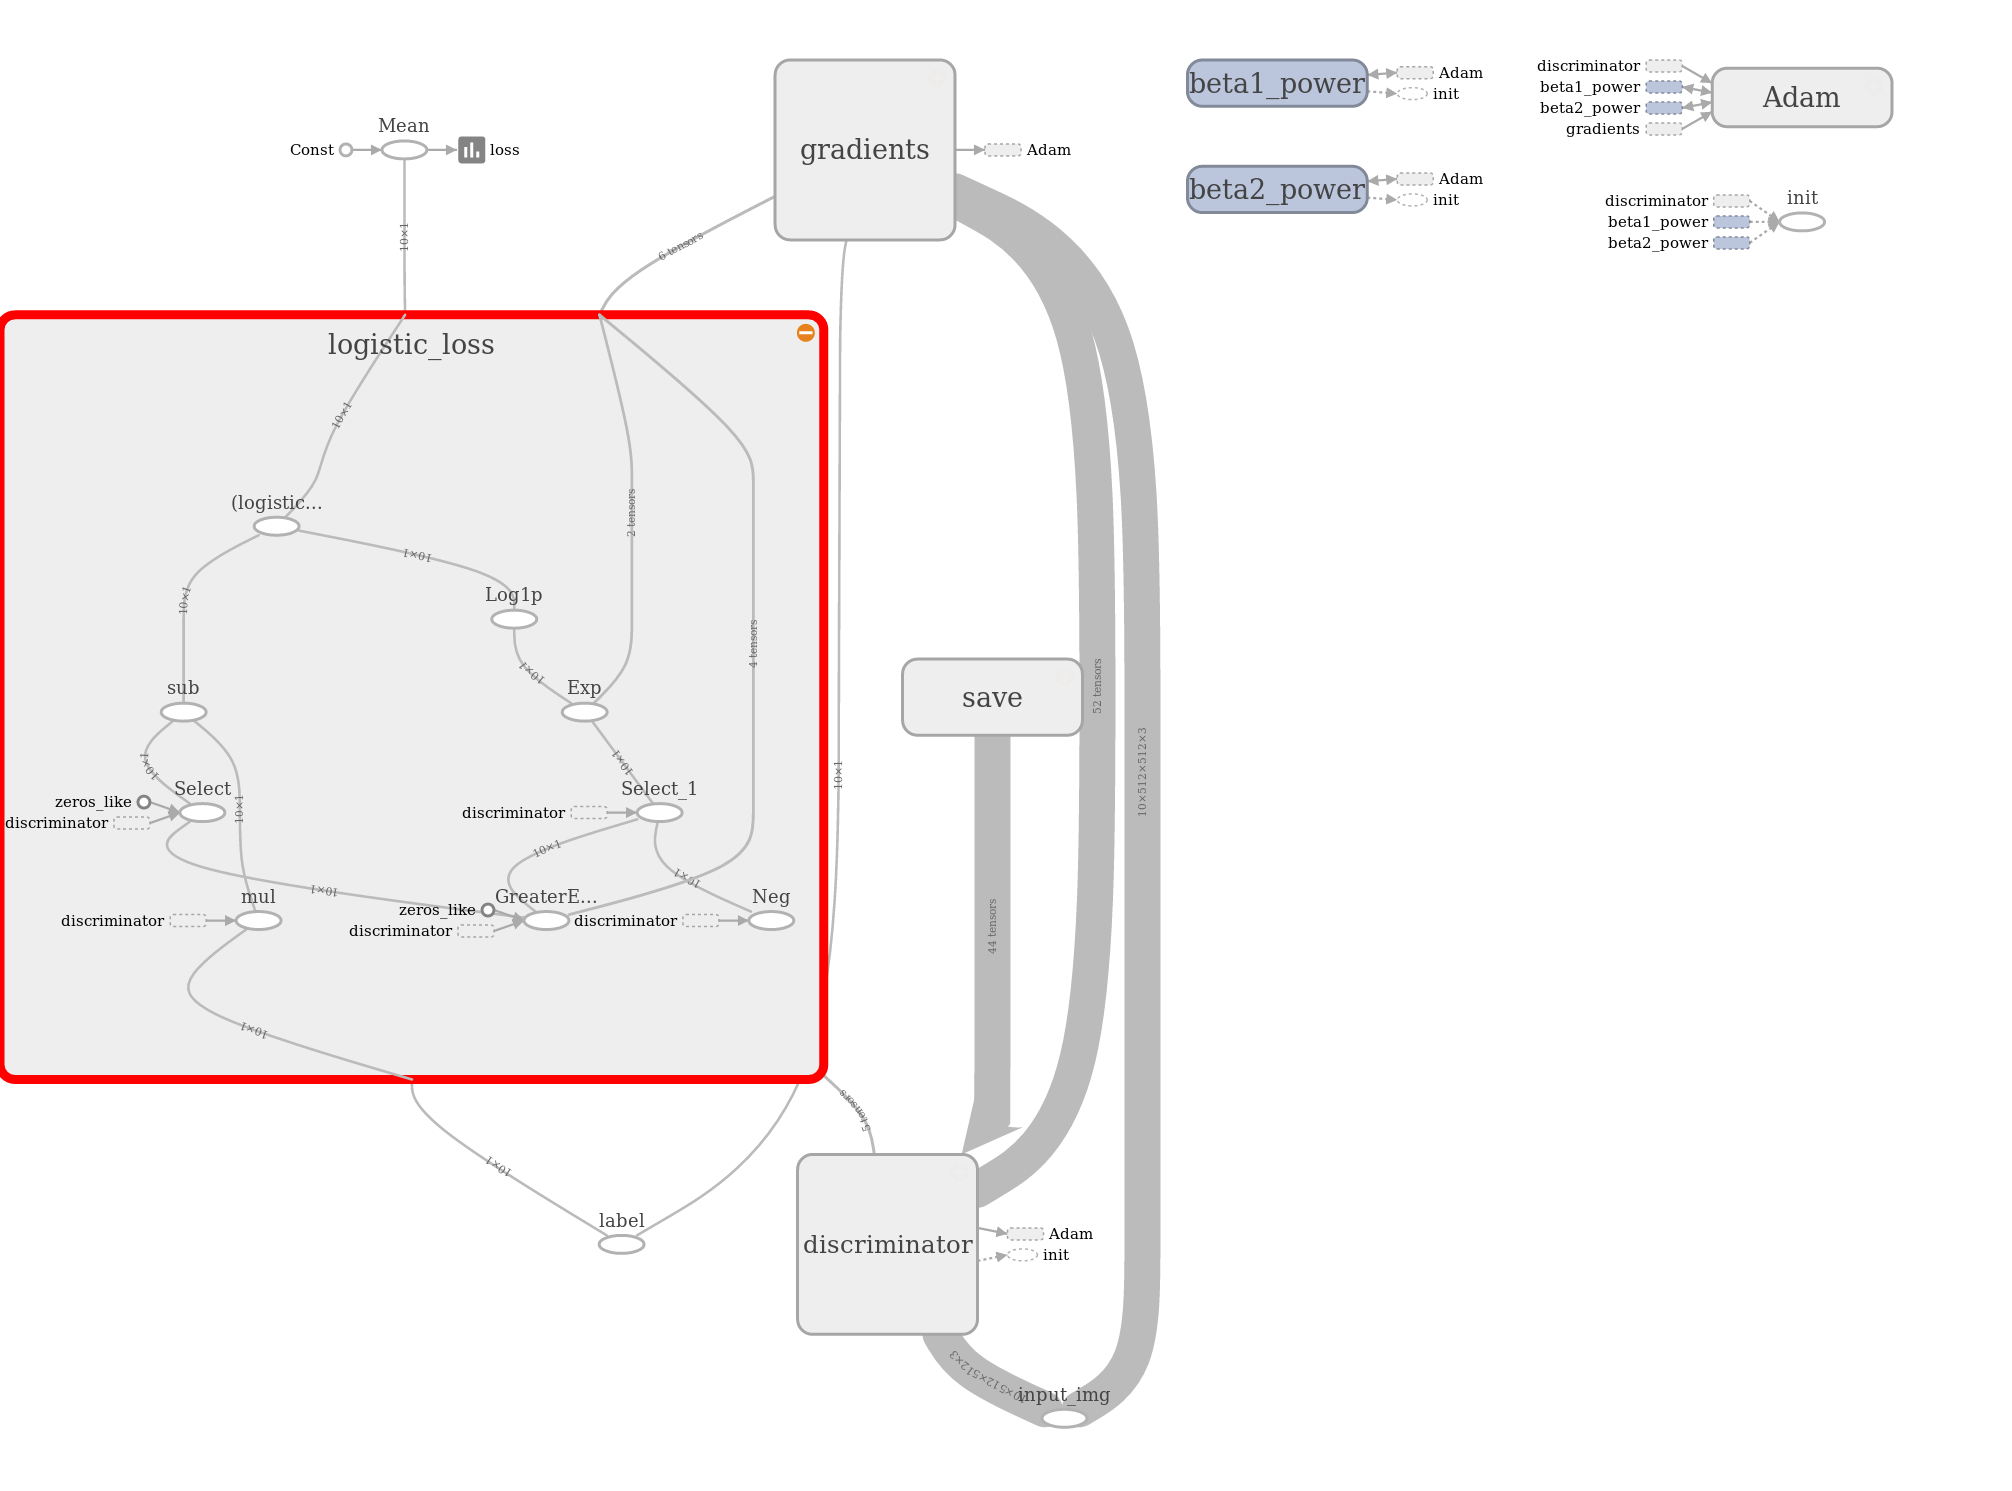 gradients
Adam
beta1_power
Adam
init
beta2_power
Adam
init
discriminator
beta1_power
beta2_power
gradients
Adam
discriminator
beta1_power
beta2_power
init
Mean
Const
loss
10×1
6 tensors
logistic_loss
10×1
(logistic...
10×1
10×1
2 tensors
4 tensors
Log1p
10×1
sub
Exp
10×1
10×1
10×1
Select
zeros_like
discriminator
10×1
Select_1
discriminator
10×1
10×1
10×1
mul
discriminator
GreaterE...
zeros_like
discriminator
Neg
discriminator
10×1
10×1
save
52 tensors
10×512×512×3
44 tensors
5 tensors
10×1
label
discriminator
Adam
init
10×512×512×3
input_img